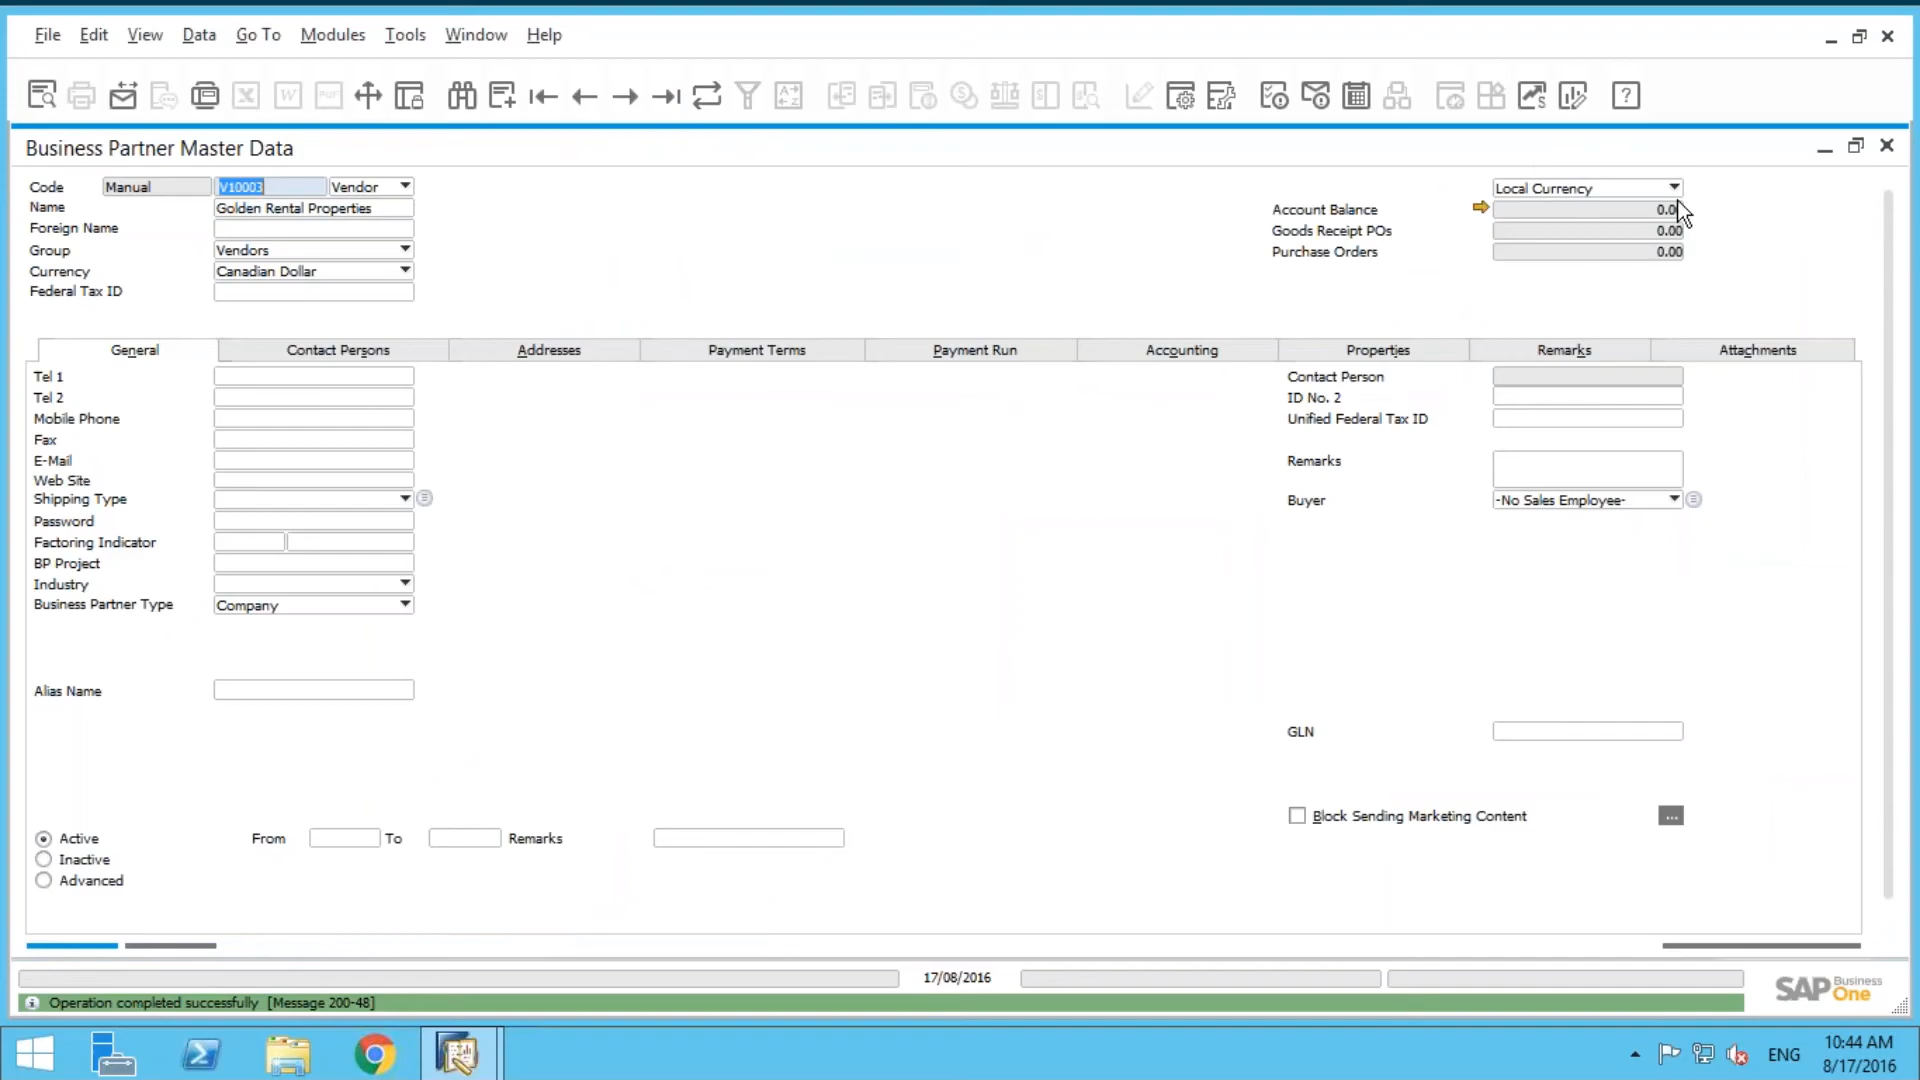 File Edit View Data Go To Modules Tools Window Help
Business Partner Master Data
Code Manual V10003 Vendor Local Currency
Name Golden Rental Properties Account Balance 0.0
Foreign Name Goods Receipt POs 0.00
Group Vendors Purchase Orders 0.00
Currency Canadian Dollar
Federal Tax ID
General Contact Persons Addresses Payment Terms Payment Run Accounting Properties Remarks Attachments
Tel 1 Contact Person
Tel 2 ID No. 2
Mobile Phone Unified Federal Tax ID
Fax
E-Mail Remarks
Web Site
Shipping Type Buyer -No Sales Employee-
Password
Factoring Indicator
BP Project
Industry
Business Partner Type Company
Alias Name
GLN
Block Sending Marketing Content ...
Active From To Remarks
Inactive
Advanced
17/08/2016
SAP Business One
Operation completed successfully [Message 200-48]
ENG 10:44 AM
8/17/2016